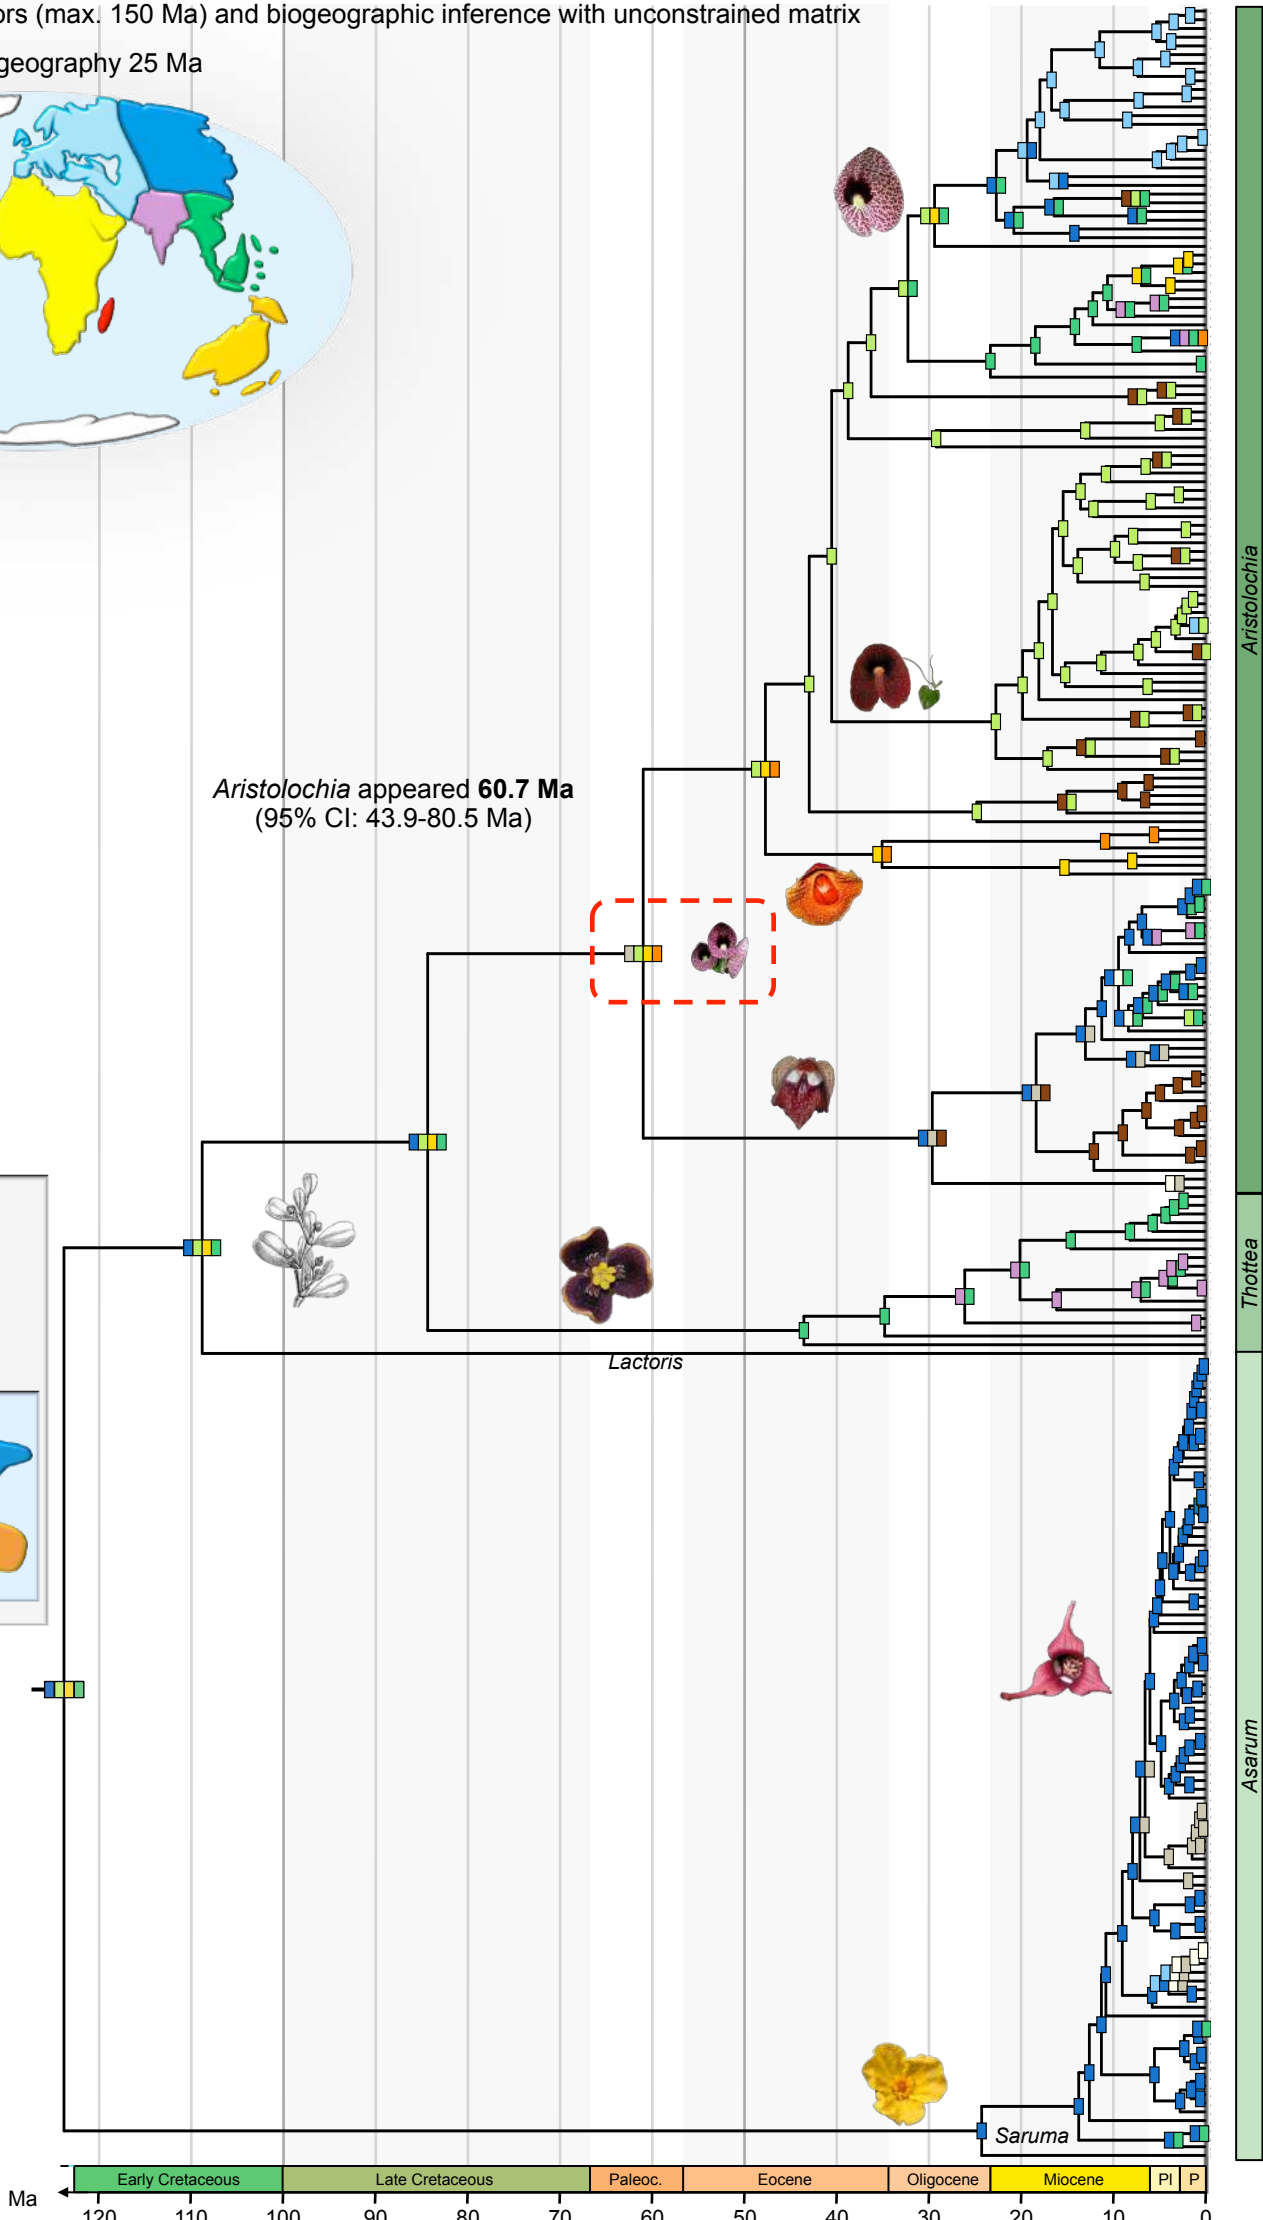 ors (max. 150 Ma) and biogeographic inference with unconstrained matrix
geography 25 Ma
Aristolochia appeared 60.7 Ma
(95% CI: 43.9-80.5 Ma)
Aristolochia
Thottea
Lactoris
Asarum
Saruma
Early Cretaceous
Late Cretaceous
Paleoc.
Eocene
Oligocene
Miocene
Pl
P
Ma
120 110 100 90 80 70 60 50 40 30 20 10 0